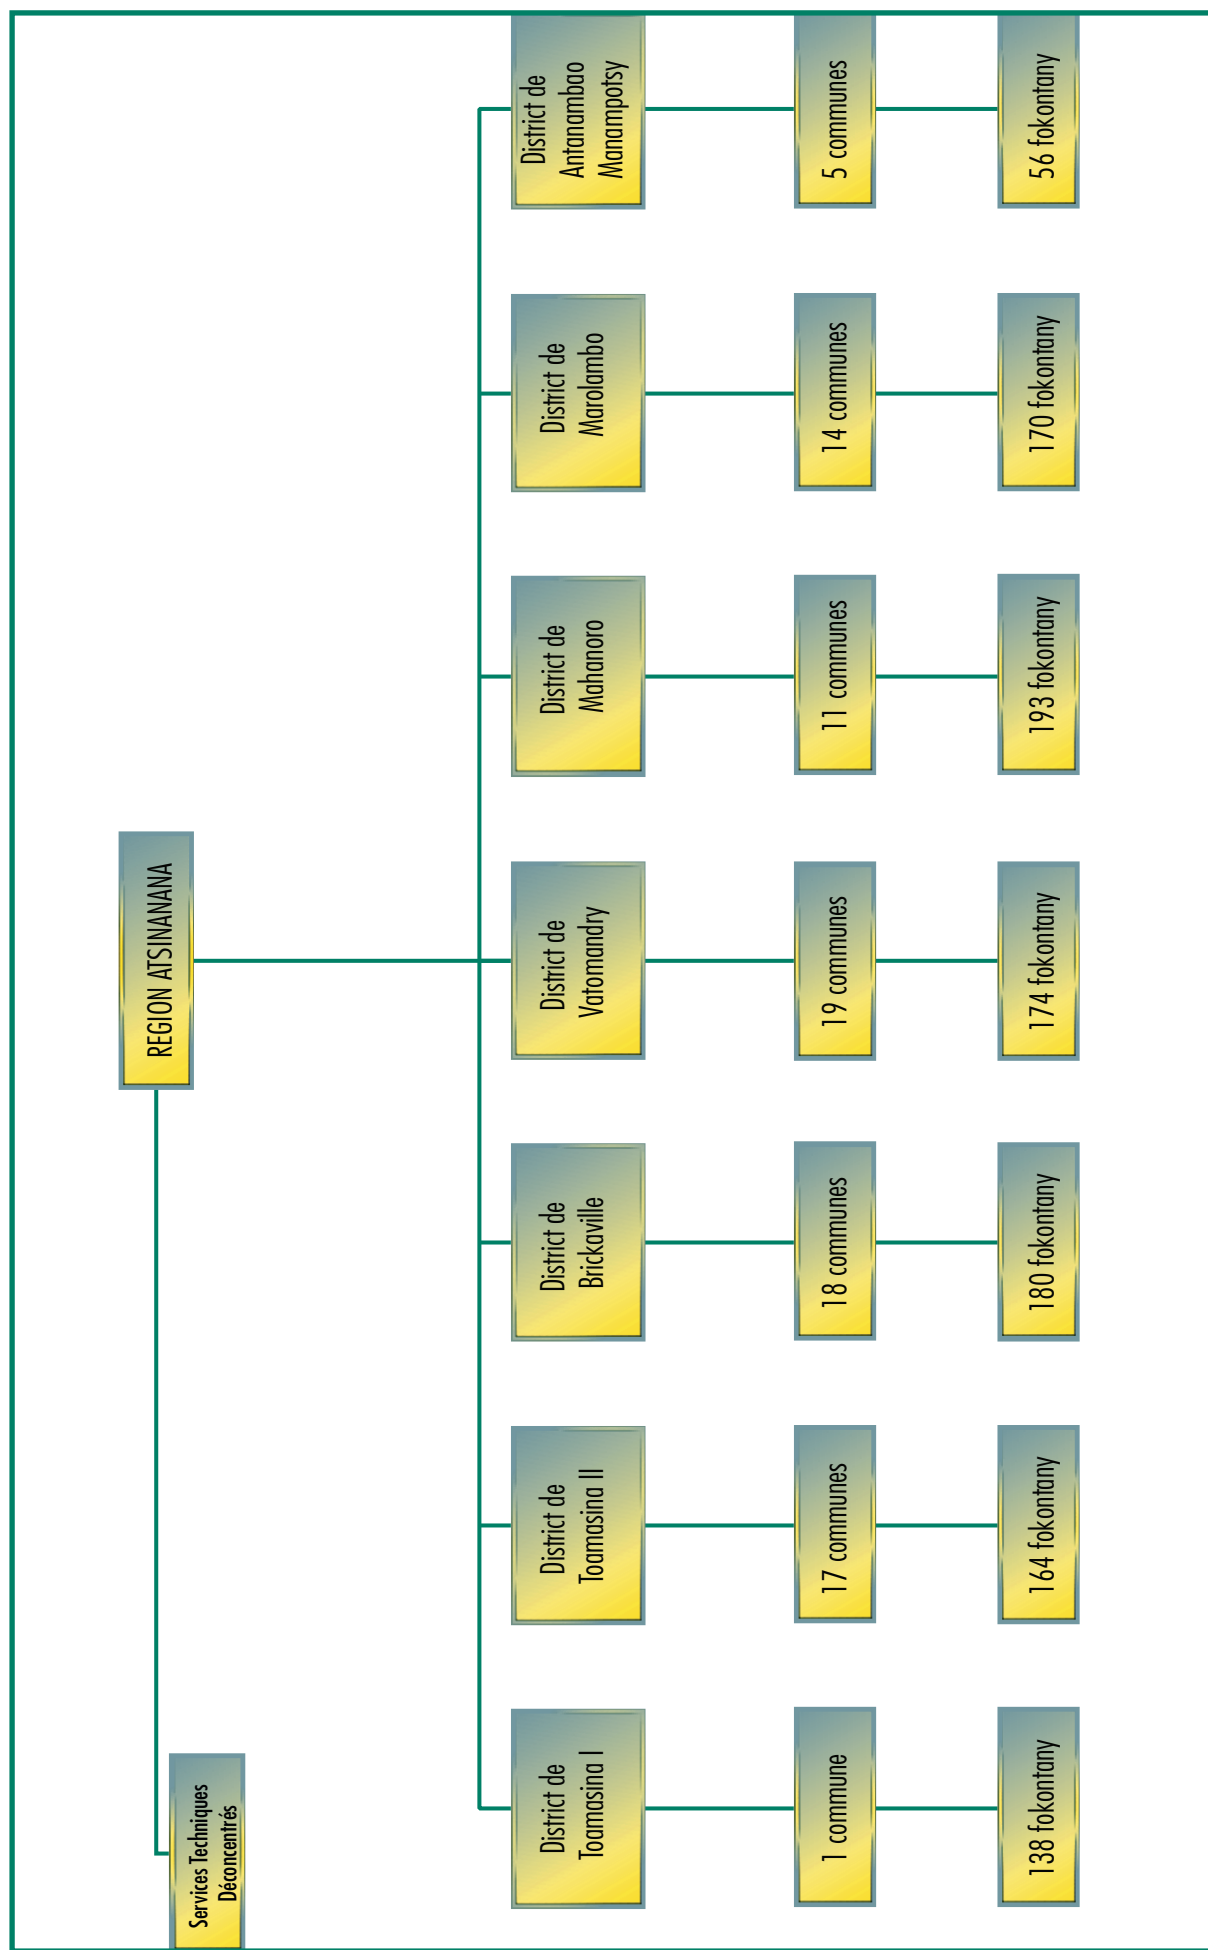 REGION ATSINANANA
Services Techniques
Déconcentrés
District de
Toamasina I
District de
Toamasina II
District de
Brickaville
District de
Vatomandry
District de
Mahanoro
District de
Marolambo
District de
Antanambao
Manampotsy
1 commune
17 communes
18 communes
19 communes
11 communes
14 communes
5 communes
138 fokontany
164 fokontany
180 fokontany
174 fokontany
193 fokontany
170 fokontany
56 fokontany